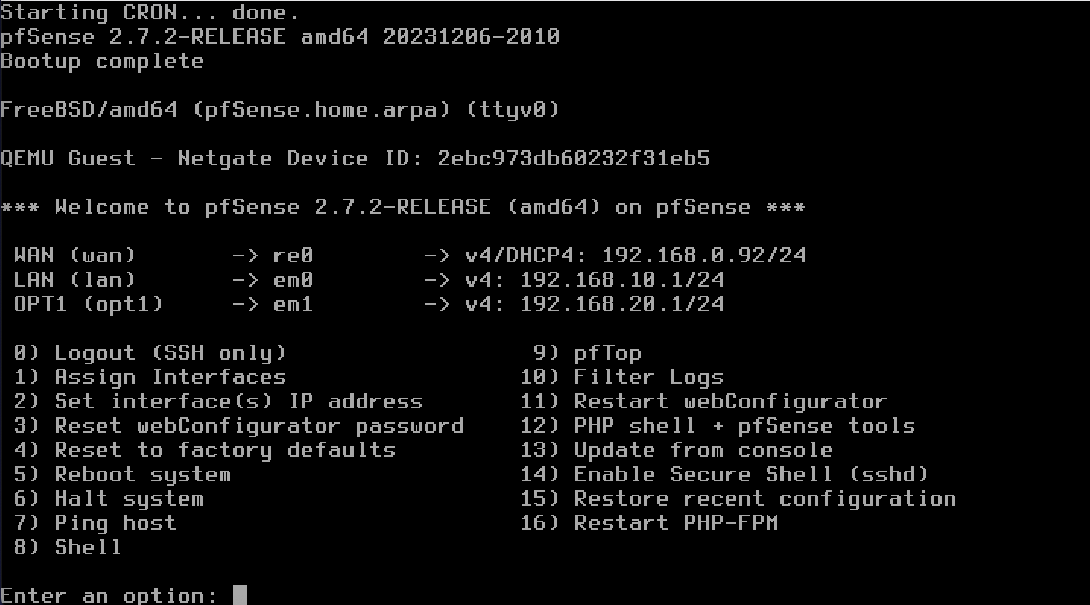 Starting CRON... done.
pfSense 2.7.2-RELEASE amd64 20231206-2010
Bootup complete

FreeBSD/amd64 (pfSense.home.arpa) (ttyv0)

QEMU Guest - Netgate Device ID: 2ebc973db60232f31eb5

*** Welcome to pfSense 2.7.2-RELEASE (amd64) on pfSense ***

 WAN (wan)       -> re0        -> v4/DHCP4: 192.168.0.92/24
 LAN (lan)       -> em0        -> v4: 192.168.10.1/24
 OPT1 (opt1)     -> em1        -> v4: 192.168.20.1/24

 0) Logout (SSH only)                  9) pfTop
 1) Assign Interfaces                 10) Filter Logs
 2) Set interface(s) IP address       11) Restart webConfigurator
 3) Reset webConfigurator password    12) PHP shell + pfSense tools
 4) Reset to factory defaults         13) Update from console
 5) Reboot system                     14) Enable Secure Shell (sshd)
 6) Halt system                       15) Restore recent configuration
 7) Ping host                         16) Restart PHP-FPM
 8) Shell

Enter an option: